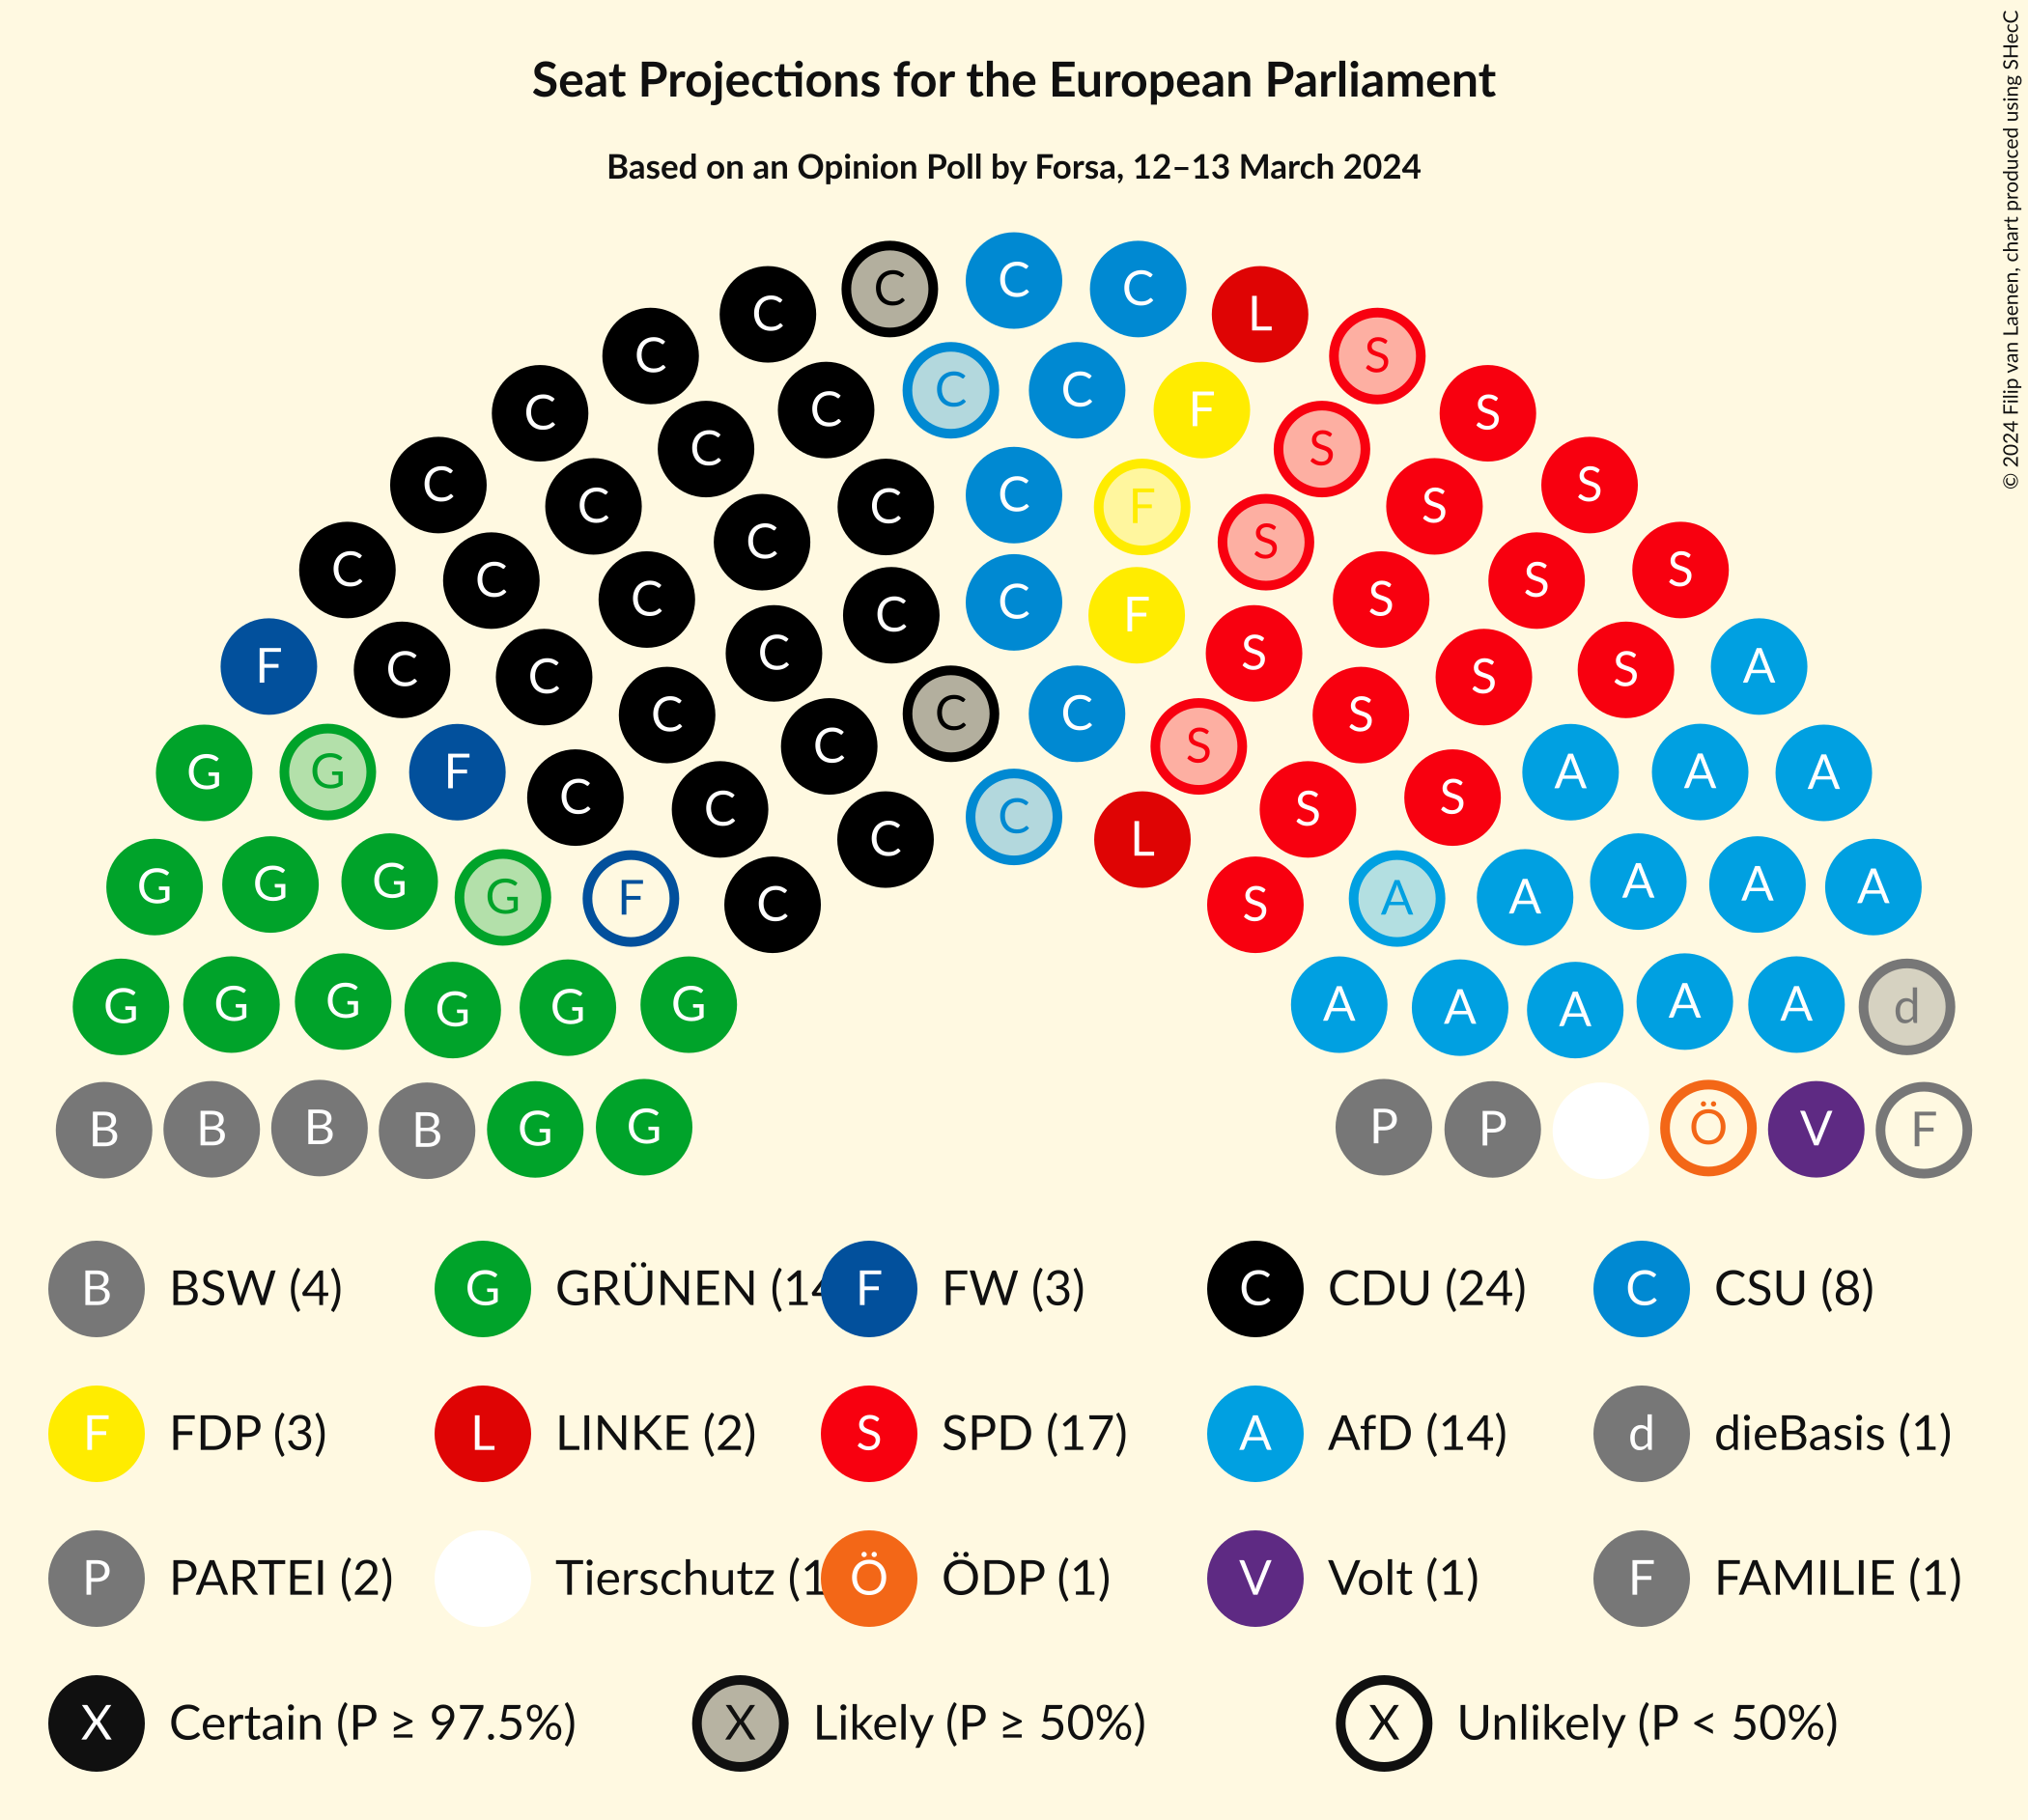 © 2024 Filip van Laenen, chart produced using SHecC
Seat Projections for the European Parliament
Based on an Opinion Poll by Forsa, 12–13 March 2024
C C C C L
C S
C C C C F S
C S
C C C C F S S
C S
C C C C C F S S S
F C C C S S S A
C C C S
G G F C S A A A
C C C S S
C L
G G G G F C S A A A A A
G G G G G G A A A A A d
B B B B G G P P Ö V F
B BSW (4) G GRÜNEN (14 F FW (3) C CDU (24) C CSU (8)
F FDP (3) L LINKE (2) S SPD (17) A AfD (14) d dieBasis (1)
P PARTEI (2) Tierschutz (1 Ö ÖDP (1) V Volt (1) F FAMILIE (1)
X Certain (P ≥ 97.5%) X Likely (P ≥ 50%) X Unlikely (P < 50%)